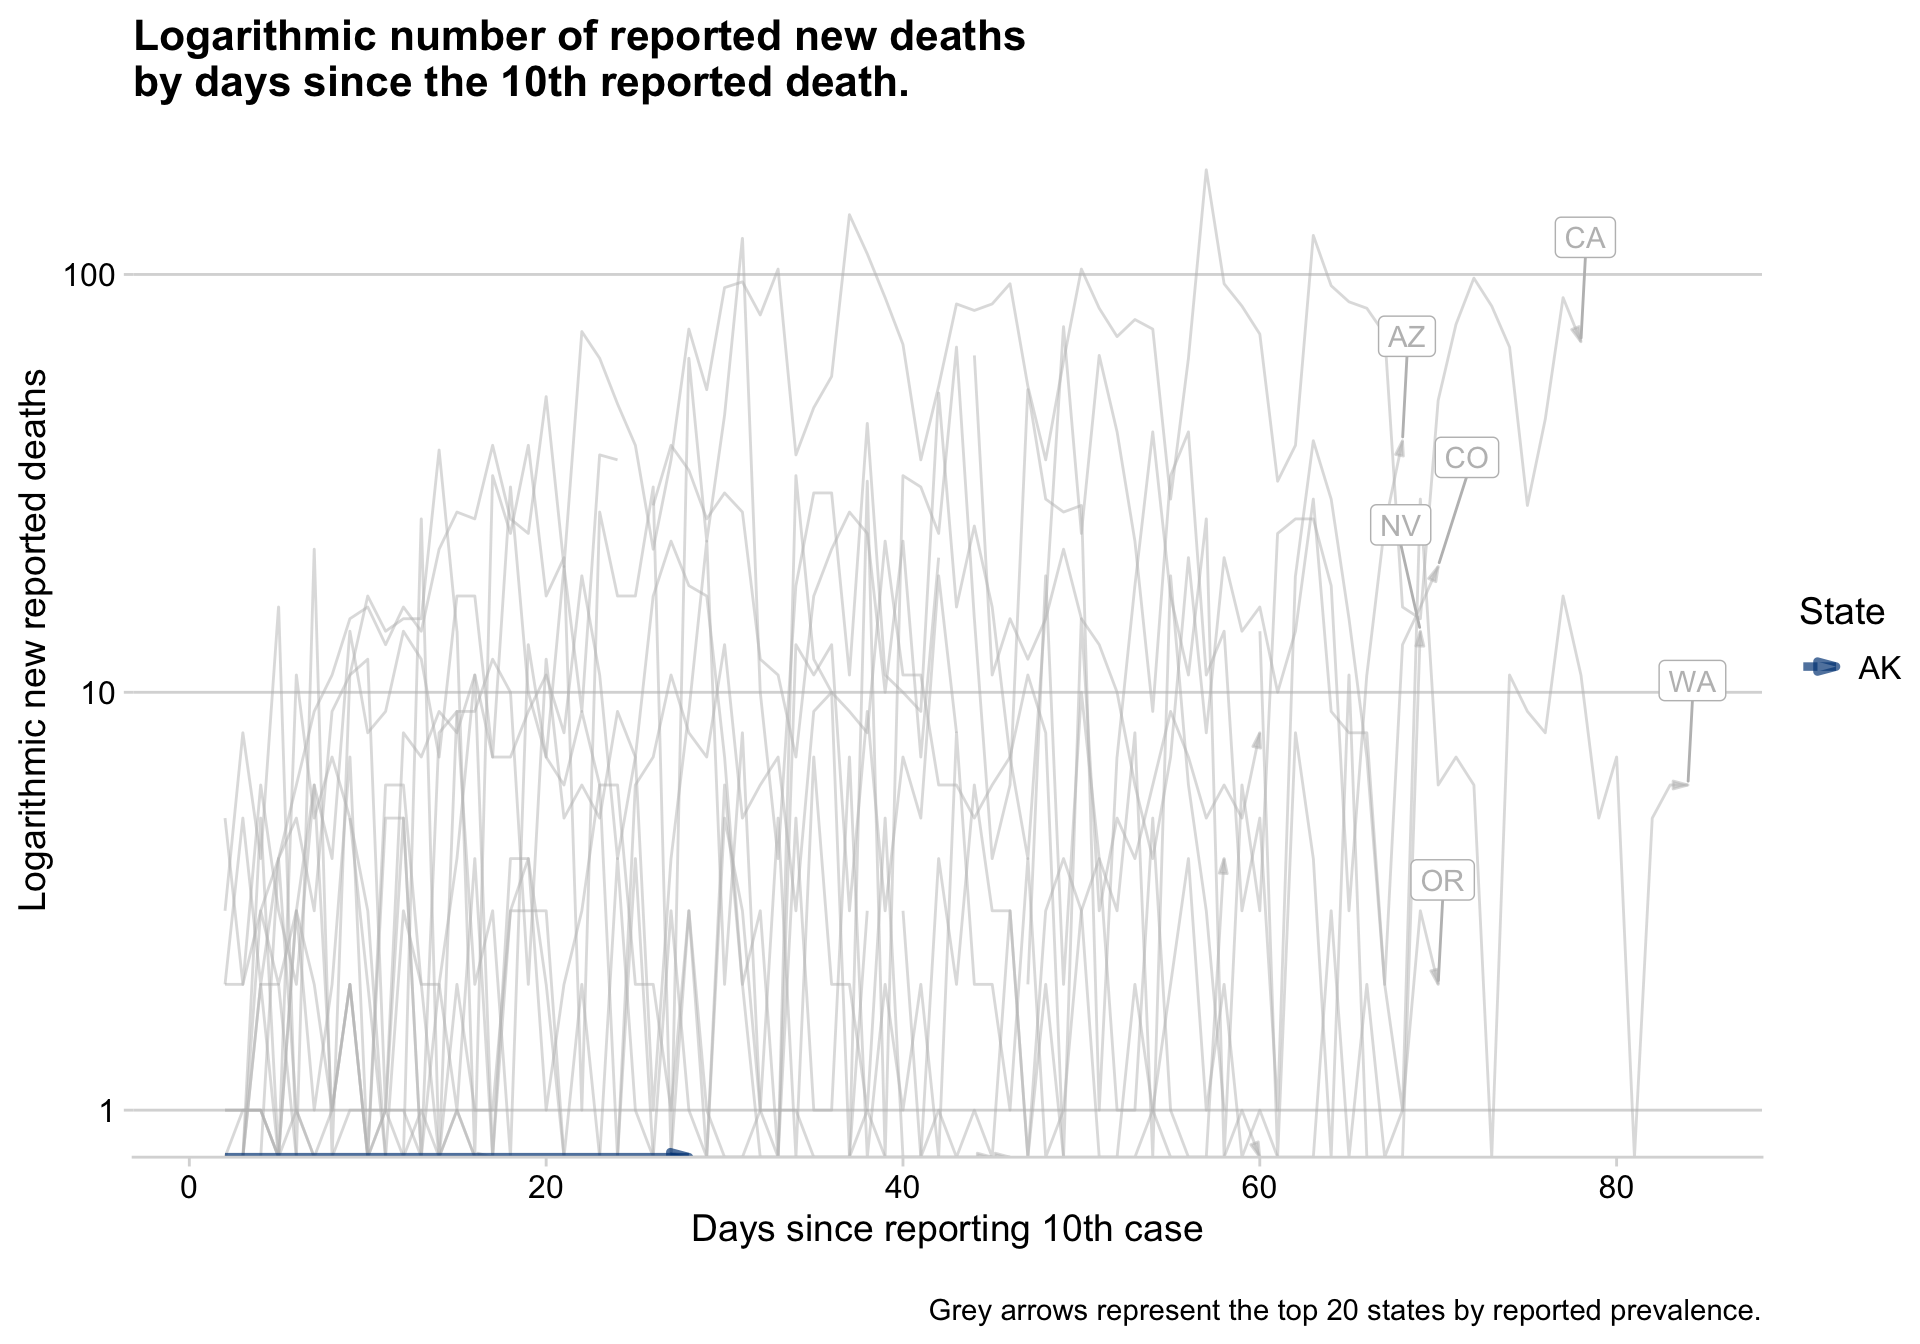 Logarithmic number of reported new deaths
by days since the 10th reported death.
Logarithmic new reported deaths
100
10
1
CA
AZ
CO
NV
WA
OR
State
AK
0 20 40 60 80
Days since reporting 10th case
Grey arrows represent the top 20 states by reported prevalence.